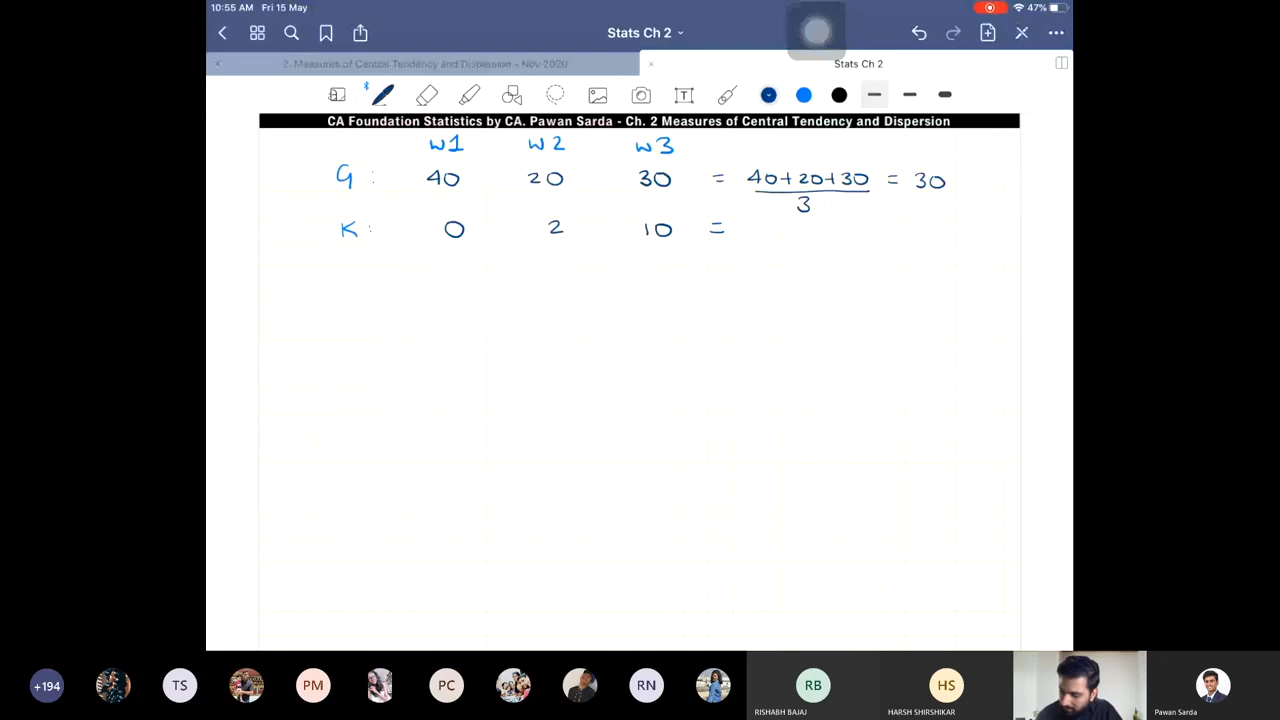 10:55 AM Fri 15 May
47%
Stats Ch 2
2. Measures of Central Tendency and Dispersion - Nov 2020
Stats Ch 2
CA Foundation Statistics by CA. Pawan Sarda - Ch. 2 Measures of Central Tendency and Dispersion
W1 W2 W3
G : 40 20 30 = 40+20+30 / 3 = 30
K : 0 2 10 =
+194 TS PM PC RN RB HS
RISHABH BAJAJ HARSH SHIRSHIKAR Pawan Sarda